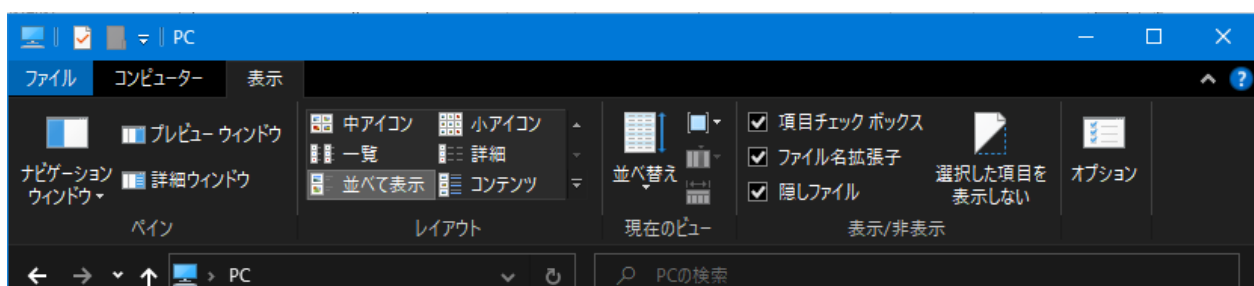 PC
ファイル コンピューター 表示
ナビゲーション
ウィンドウ
プレビュー ウィンドウ
詳細ウィンドウ
ペイン
中アイコン 小アイコン
一覧 詳細
並べて表示 コンテンツ
レイアウト
並べ替え
現在のビュー
項目チェック ボックス
ファイル名拡張子
隠しファイル
選択した項目を
表示しない
表示/非表示
オプション
PC
PCの検索